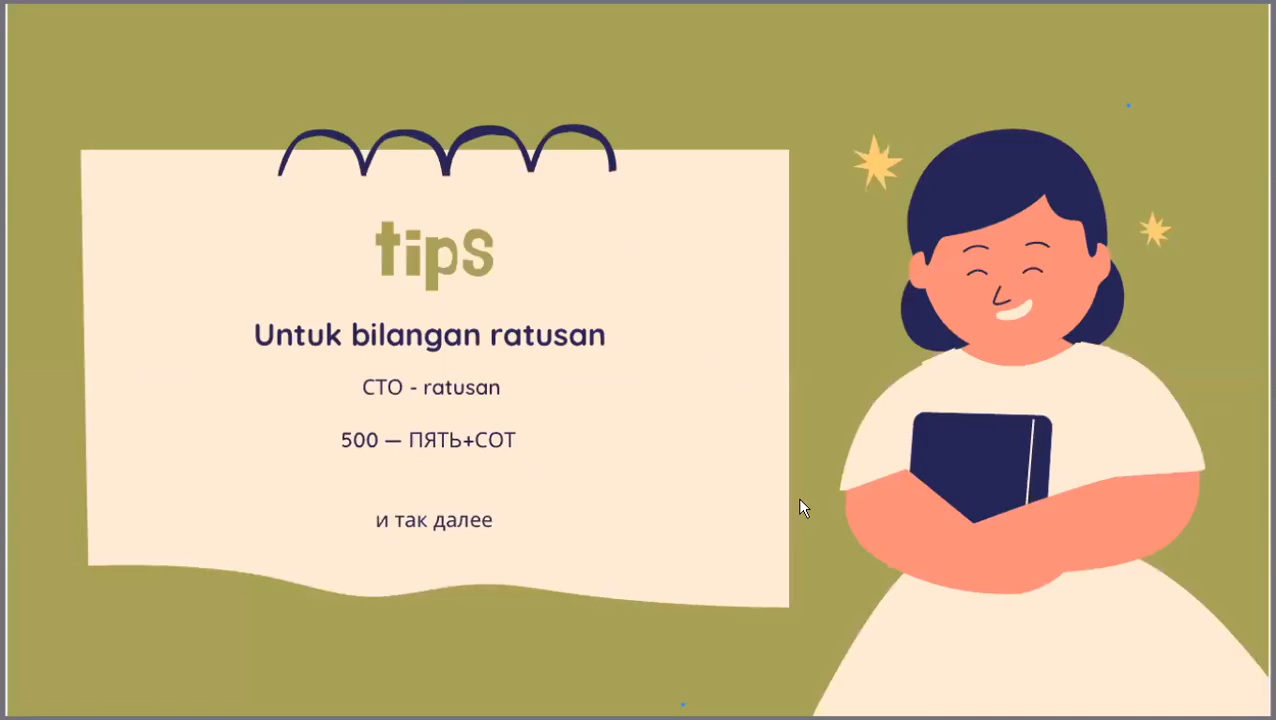 tips
Untuk bilangan ratusan
СТО - ratusan
500 — ПЯТЬ+СОТ
и так далее